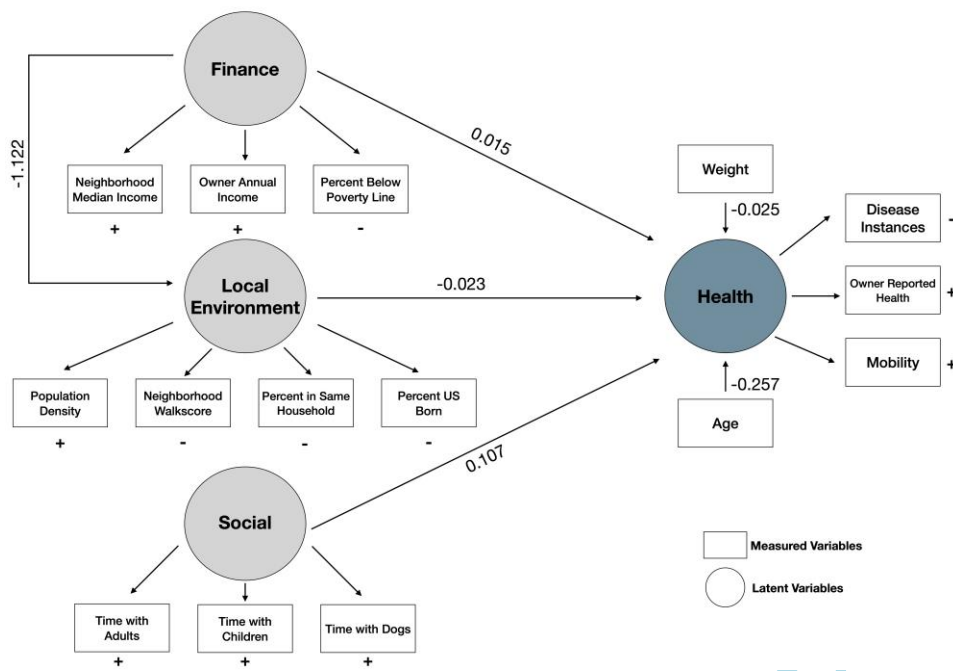 Finance
-1.122
0.015
Neighborhood
Median Income
+
Owner Annual
Income
+
Percent Below
Poverty Line
-
Weight
-0.025
Disease
Instances
-
Local
Environment
-0.023
Health
Owner Reported
Health
+
Mobility
+
-0.257
Age
Population
Density
+
Neighborhood
Walkscore
-
Percent in Same
Household
-
Percent US
Born
-
0.107
Social
Time with
Adults
+
Time with
Children
+
Time with Dogs
+
Measured Variables
Latent Variables